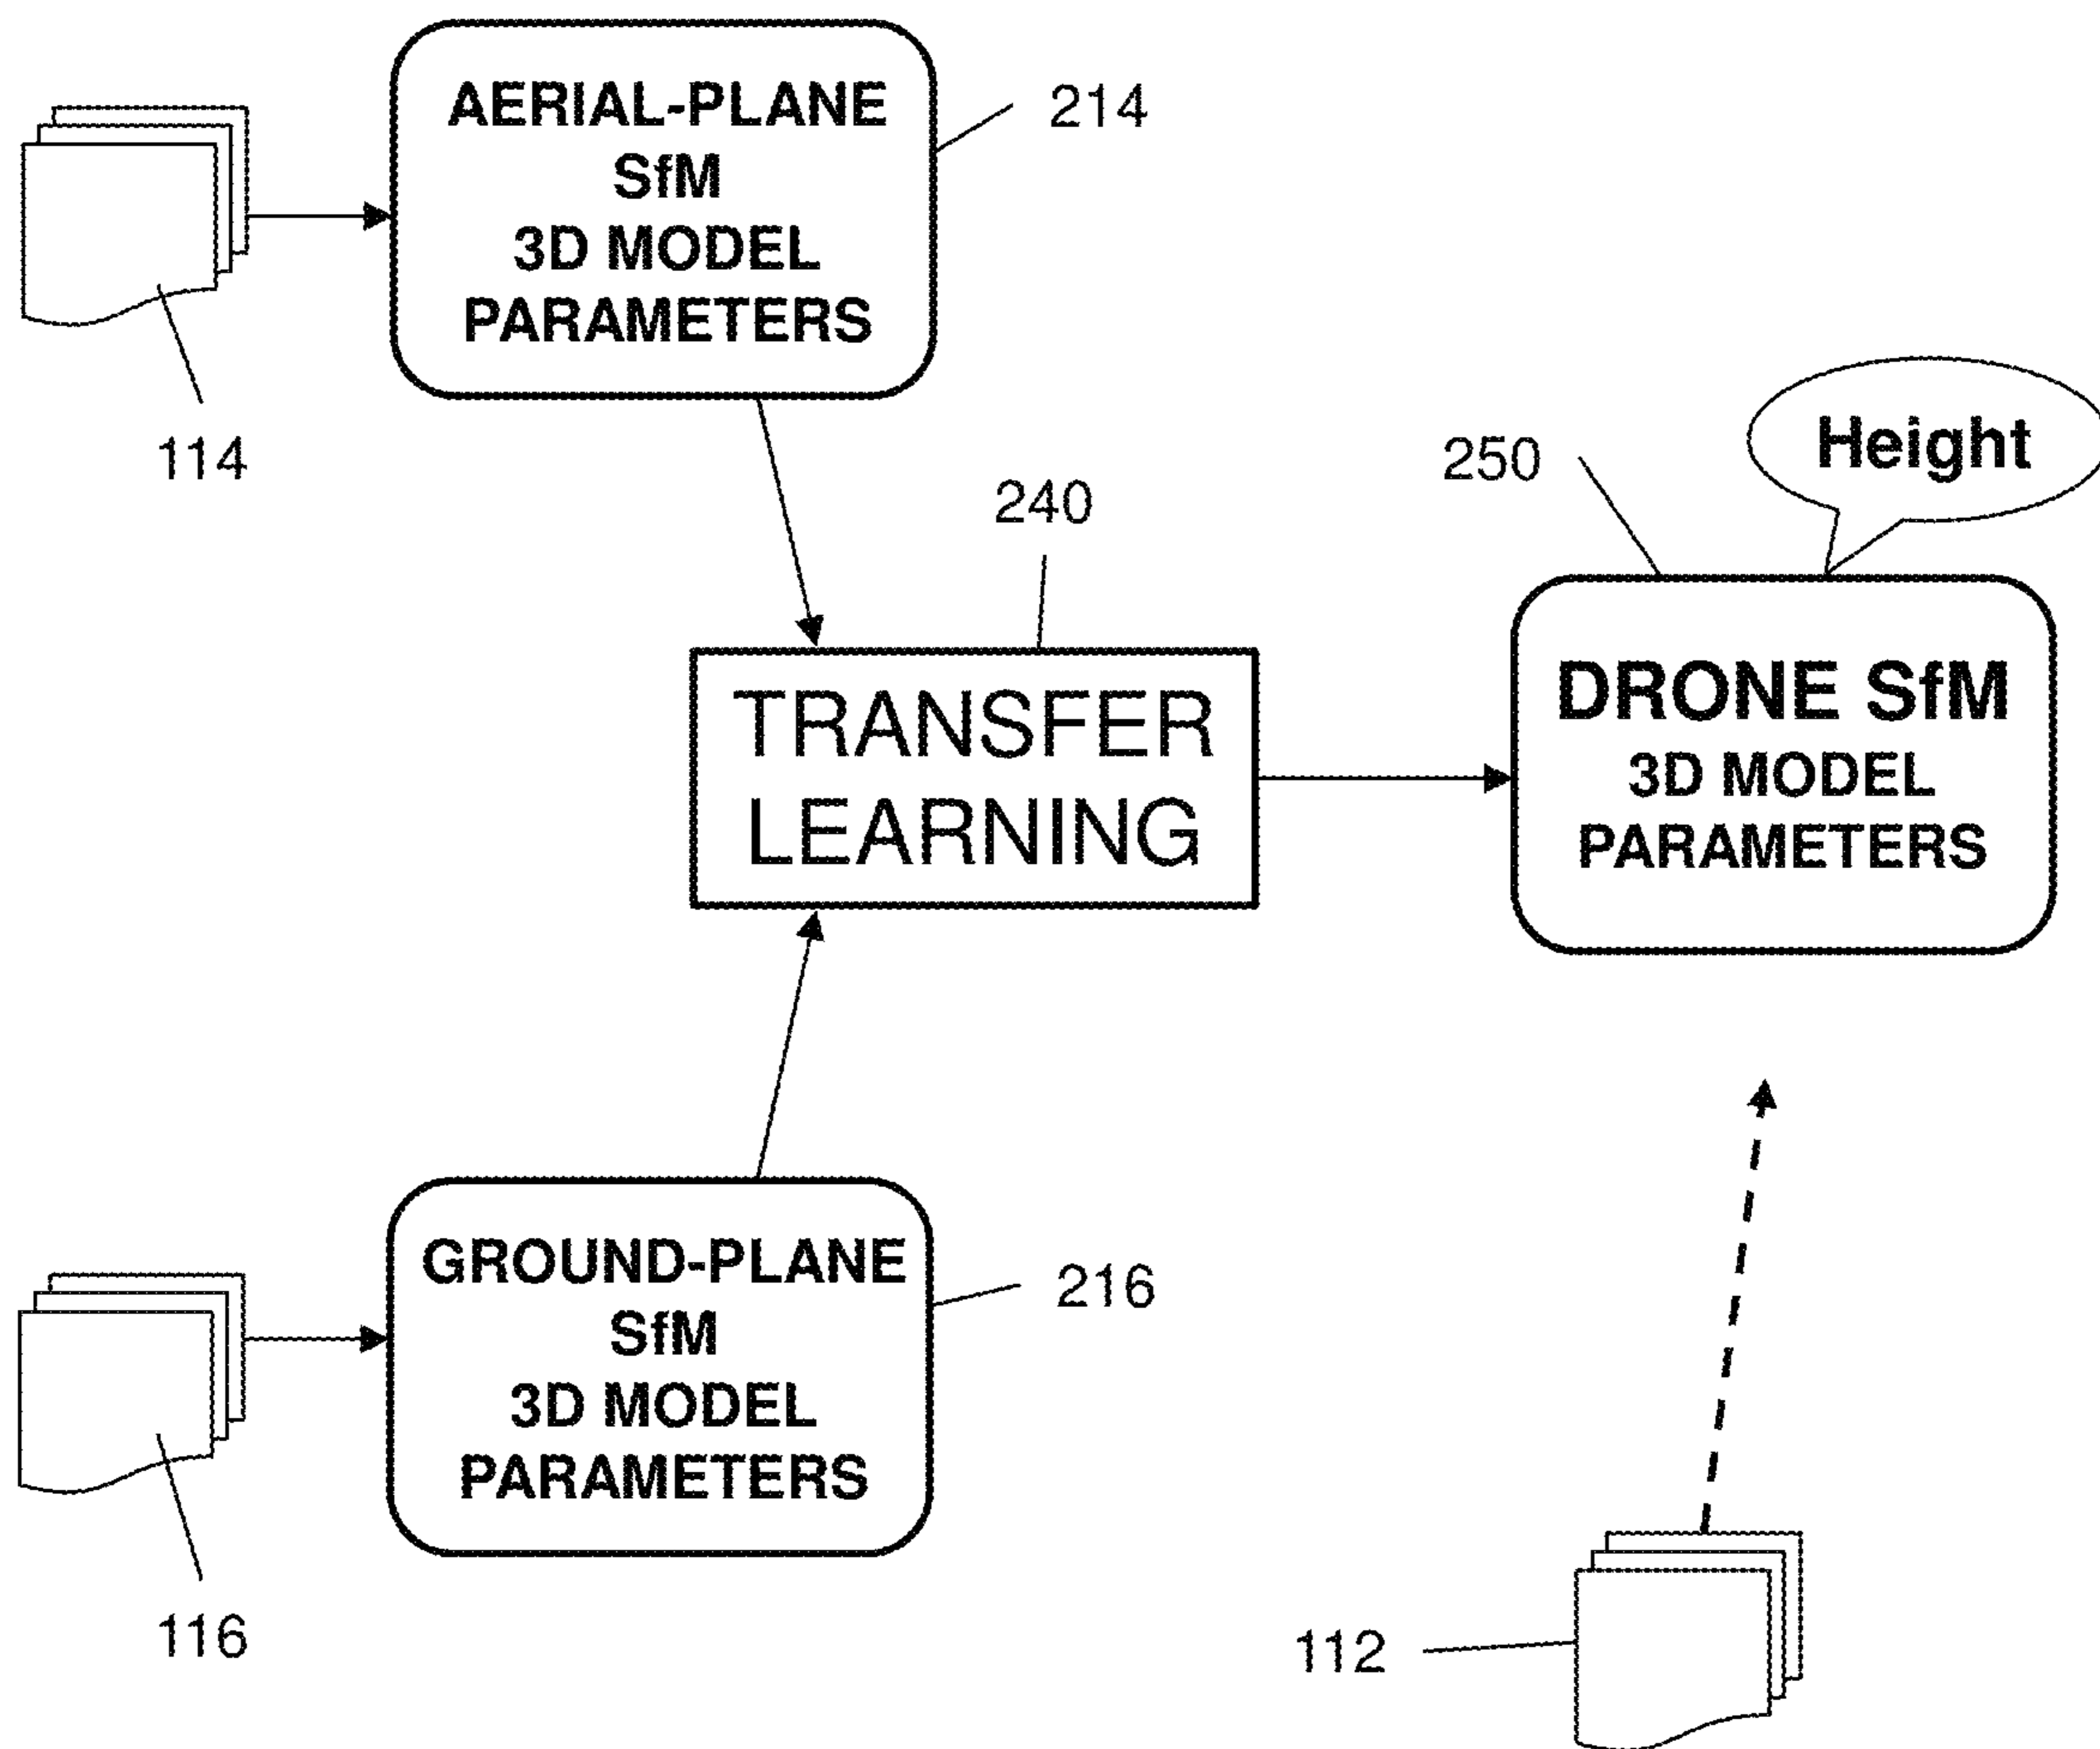 AERIAL-PLANE
SfM
3D MODEL
PARAMETERS
214
114
240
250
Height
TRANSFER
LEARNING
DRONE SfM
3D MODEL
PARAMETERS
GROUND-PLANE
SfM
3D MODEL
PARAMETERS
216
116
112